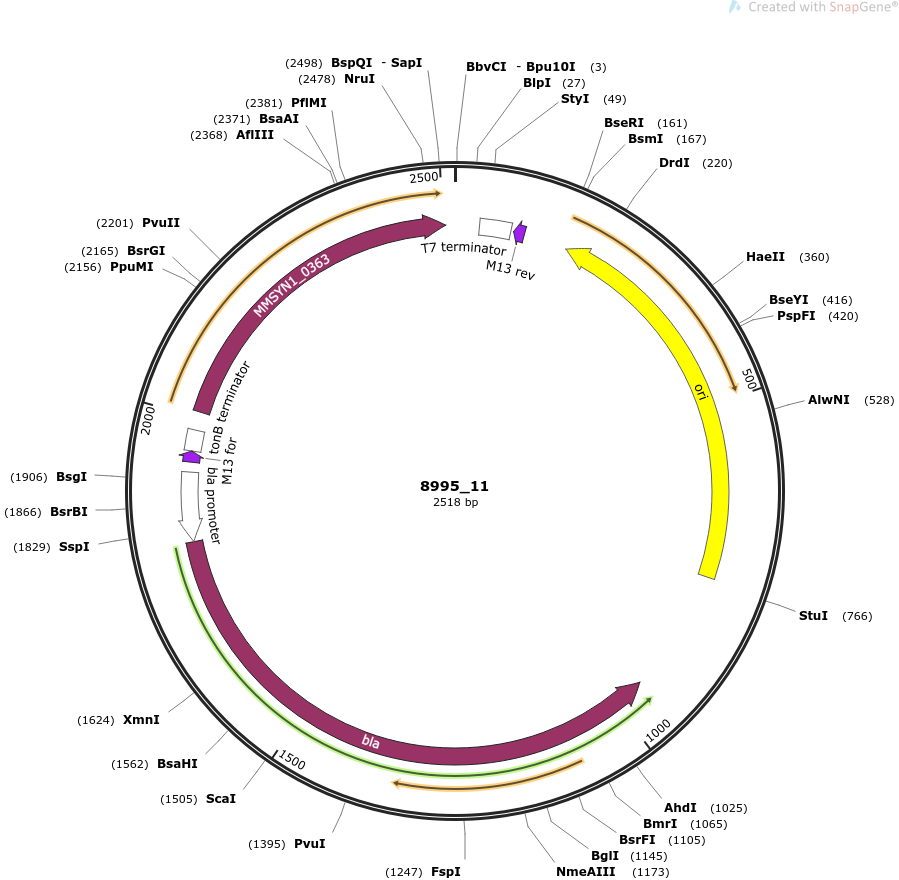 Created with SnapGene®
(2498) BspQI - SapI
(2478) NruI
(2381) PflMI
(2371) BsaAI
(2368) AflIII
(2201) PvuII
(2165) BsrGI
(2156) PpuMI
(1906) BsgI
(1866) BsrBI
(1829) SspI
(1624) XmnI
(1562) BsaHI
(1505) ScaI
(1395) PvuI
(1247) FspI
BbvCI - Bpu10I (3)
BlpI (27)
StyI (49)
BseRI (161)
BsmI (167)
DrdI (220)
HaeII (360)
BseYI (416)
PspFI (420)
AlwNI (528)
StuI (766)
AhdI (1025)
BmrI (1065)
BsrFI (1105)
BglI (1145)
NmeAIII (1173)
2500
500
1000
1500
2000
T7 terminator
M13 rev
ori
MMSYN1_0363
tonB terminator
M13 for
bla promoter
bla
8995_11
2518 bp